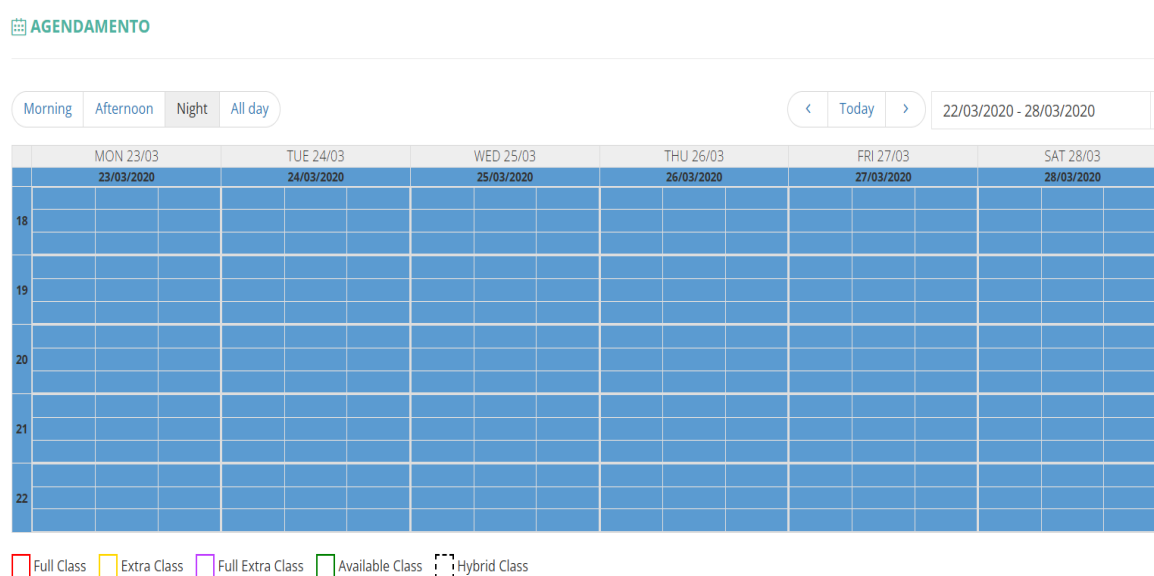 AGENDAMENTO
Morning Afternoon Night All day Today 22/03/2020 - 28/03/2020
MON 23/03 TUE 24/03 WED 25/03 THU 26/03 FRI 27/03 SAT 28/03
23/03/2020 24/03/2020 25/03/2020 26/03/2020 27/03/2020 28/03/2020
18
19
20
21
22
Full Class Extra Class Full Extra Class Available Class Hybrid Class